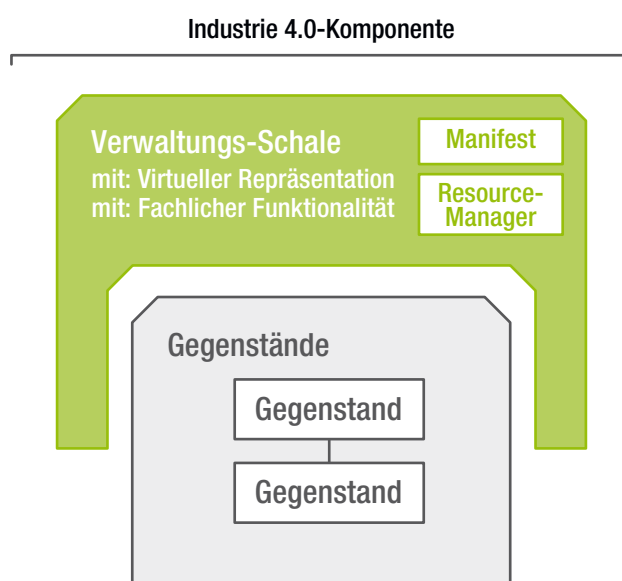 Industrie 4.0-Komponente
Verwaltungs-Schale
mit: Virtueller Repräsentation
mit: Fachlicher Funktionalität
Manifest
Resource-
Manager
Gegenstände
Gegenstand
Gegenstand